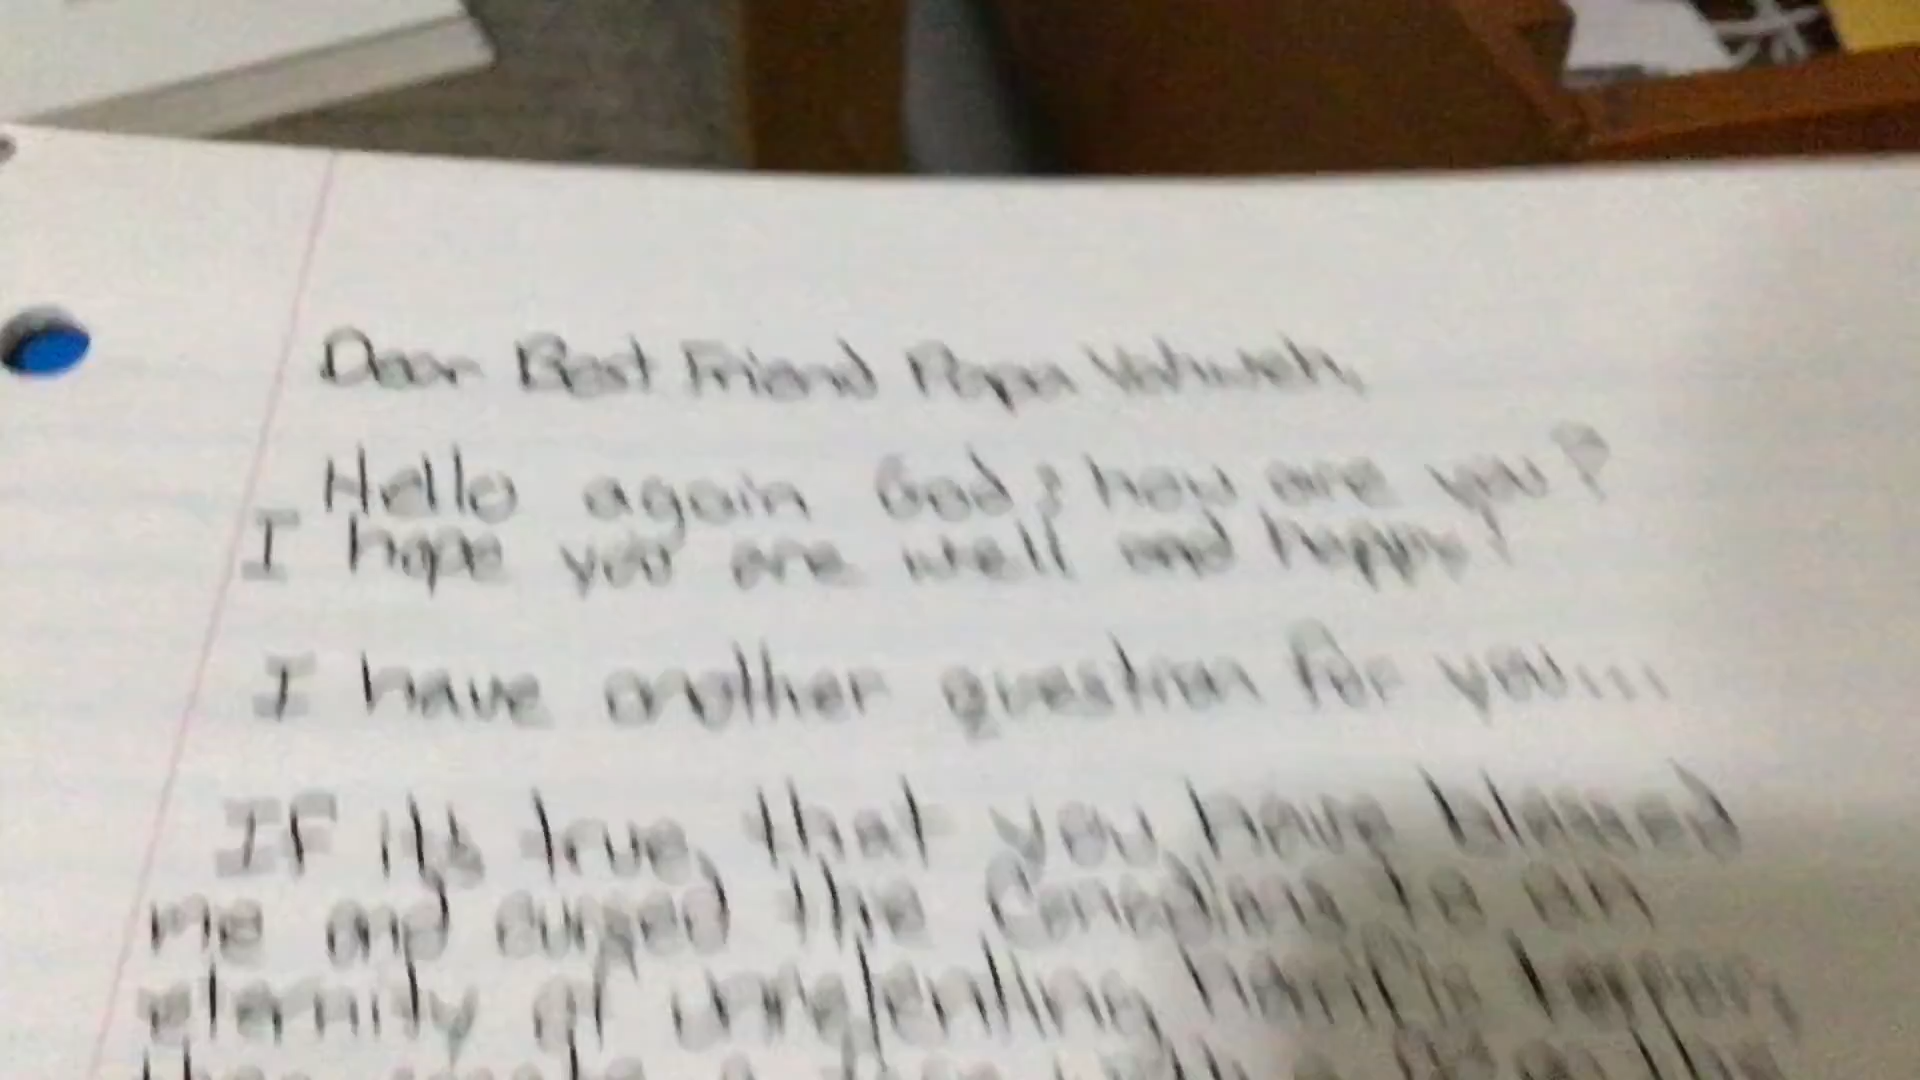 Dear Best Friend Papa Yahweh,
Hello again God; how are you?
I hope you are well and happy!
I have another question for you...
If it's true, that you have blessed
me and cursed the Canadians to an
eternity of unrelenting horrific terror,